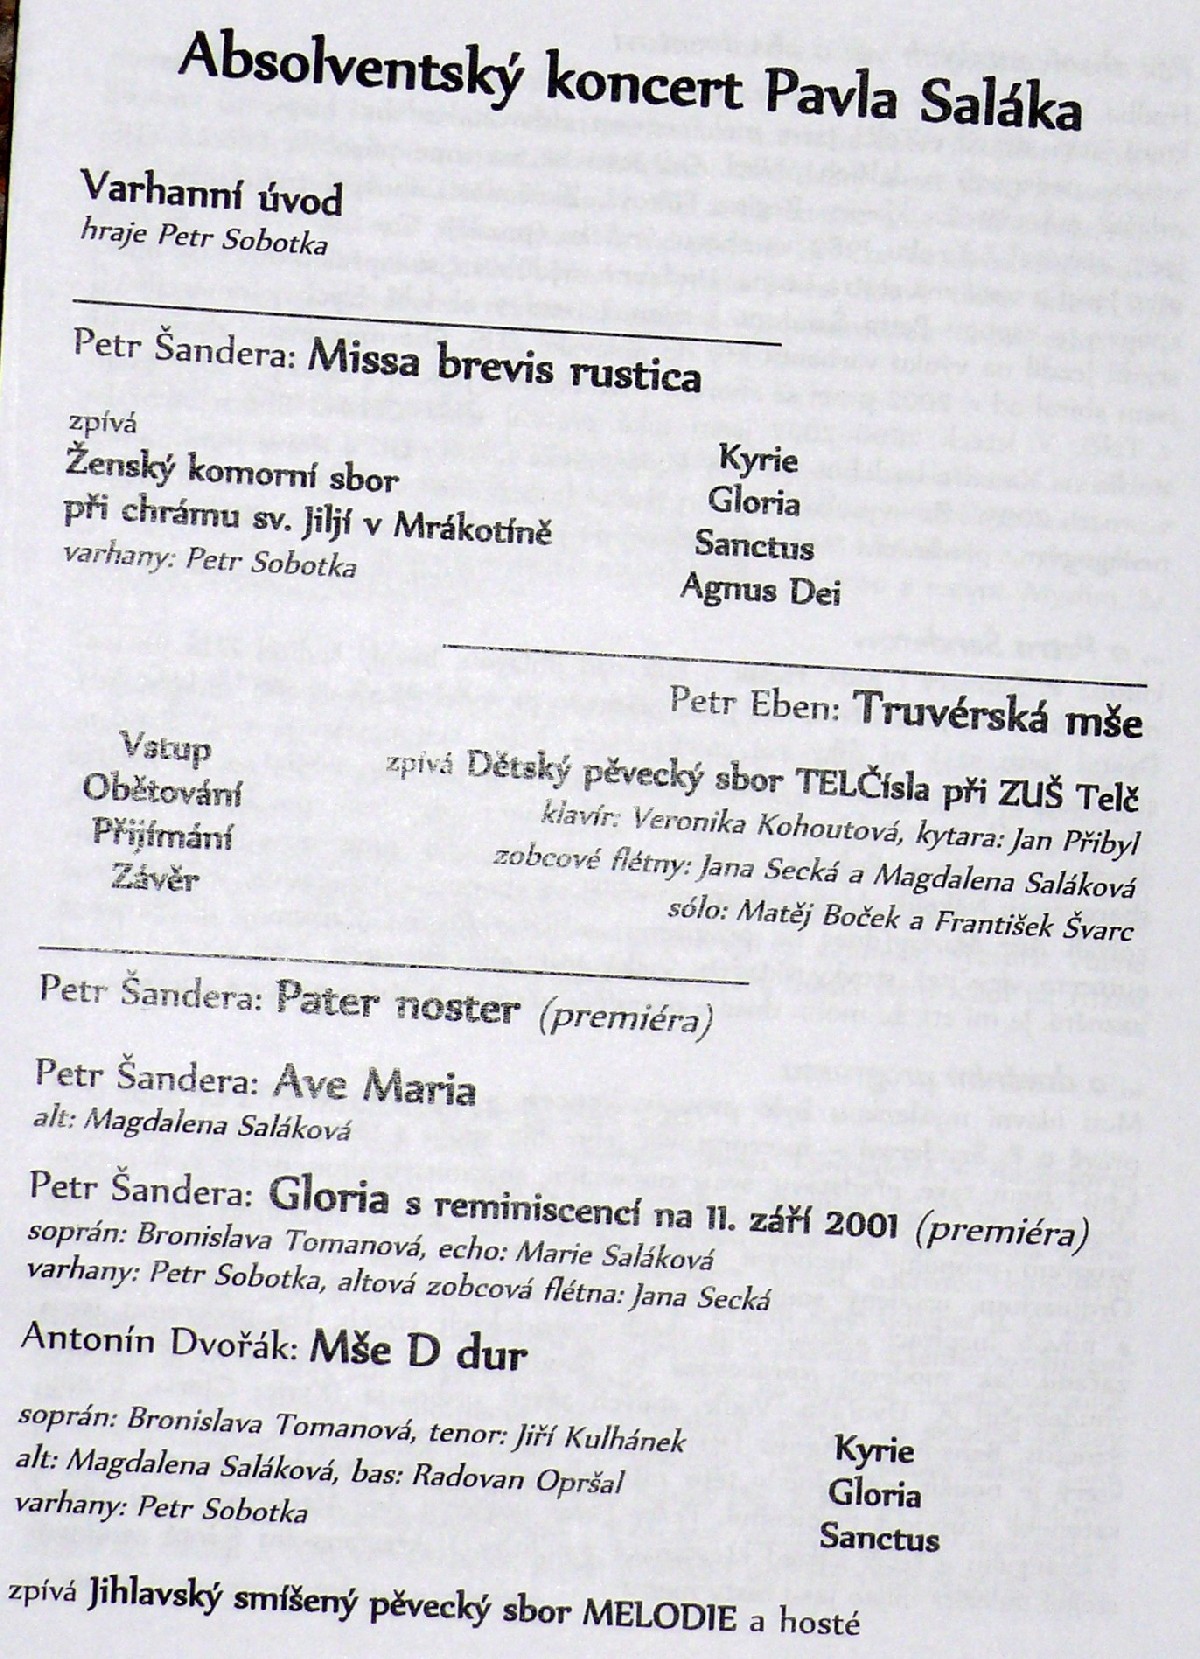 Absolventský koncert Pavla Saláka
Varhanní úvod
hraje Petr Sobotka
Petr Šandera: Missa brevis rustica
zpívá
Ženský komorní sbor
při chrámu sv. Jiljí v Mrákotíně
varhany: Petr Sobotka
Kyrie
Gloria
Sanctus
Agnus Dei
Petr Eben: Truvérská mše
zpívá Dětský pěvecký sbor TELČísla při ZUŠ Telč
klavír: Veronika Kohoutová, kytara: Jan Přibyl
zobcové flétny: Jana Secká a Magdalena Saláková
sólo: Matěj Boček a František Švarc
Vstup
Obětování
Přijímání
Závěr
Petr Šandera: Pater noster (premiéra)
Petr Šandera: Ave Maria
alt: Magdalena Saláková
Petr Šandera: Gloria s reminiscencí na 11. září 2001 (premiéra)
soprán: Bronislava Tomanová, echo: Marie Saláková
varhany: Petr Sobotka, altová zobcová flétna: Jana Secká
Antonín Dvořák: Mše D dur
soprán: Bronislava Tomanová, tenor: Jiří Kulhánek
alt: Magdalena Saláková, bas: Radovan Opršal
varhany: Petr Sobotka
Kyrie
Gloria
Sanctus
zpívá Jihlavský smíšený pěvecký sbor MELODIE a hosté